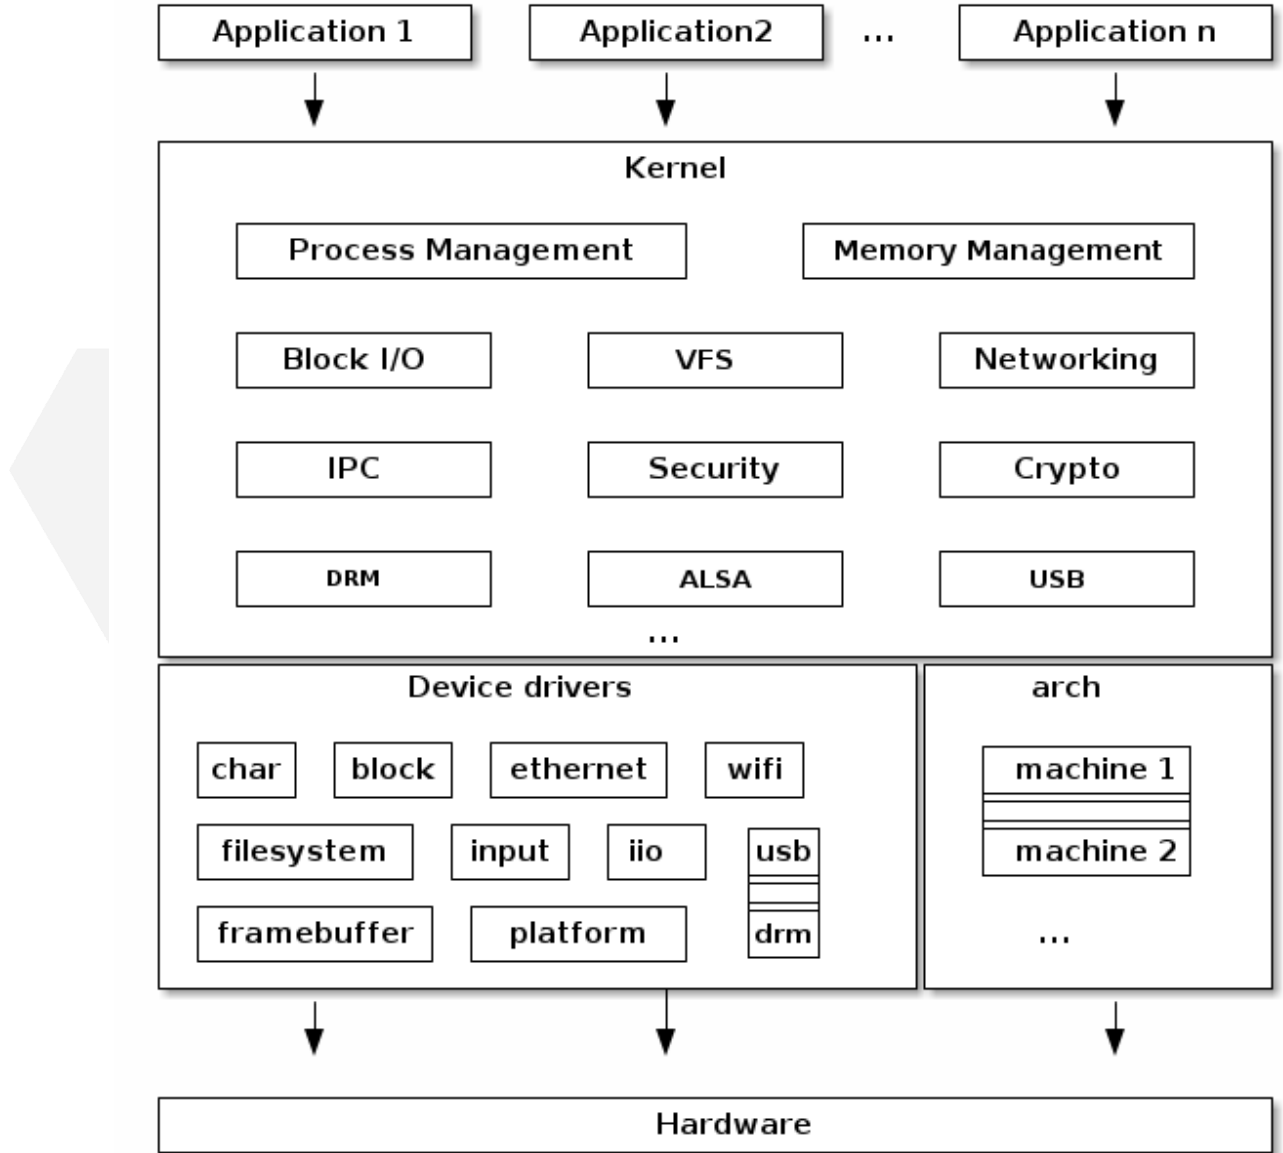 Application 1
Application2
...
Application n
Kernel
Process Management
Memory Management
Block I/O
VFS
Networking
IPC
Security
Crypto
DRM
ALSA
USB
...
Device drivers
arch
char
block
ethernet
wifi
machine 1
filesystem
input
iio
usb
machine 2
framebuffer
platform
drm
...
Hardware